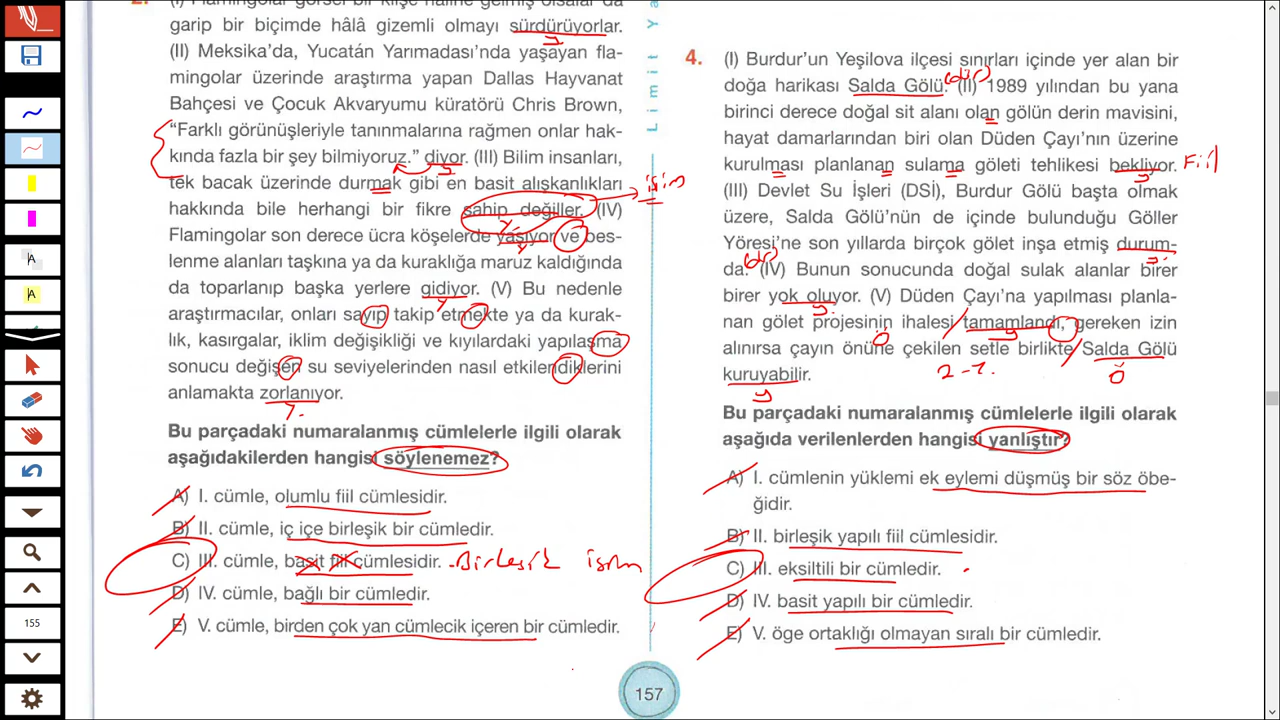 2. (I) Flamingolar görsel bir klişe haline gelmiş olsalar da
garip bir biçimde hâlâ gizemli olmayı sürdürüyorlar.
(II) Meksika'da, Yucatán Yarımadası'nda yaşayan fla-
mingolar üzerinde araştırma yapan Dallas Hayvanat
Bahçesi ve Çocuk Akvaryumu küratörü Chris Brown,
"Farklı görünüşleriyle tanınmalarına rağmen onlar hak-
kında fazla bir şey bilmiyoruz." diyor. (III) Bilim insanları,
tek bacak üzerinde durmak gibi en basit alışkanlıkları
hakkında bile herhangi bir fikre sahip değiller. (IV)
isim
Flamingolar son derece ücra köşelerde yaşıyor ve bes-
lenme alanları taşkına ya da kuraklığa maruz kaldığında
da toparlanıp başka yerlere gidiyor. (V) Bu nedenle
araştırmacılar, onları sayıp takip etmekte ya da kurak-
lık, kasırgalar, iklim değişikliği ve kıyılardaki yapılaşma
sonucu değişen su seviyelerinden nasıl etkilendiklerini
anlamakta zorlanıyor.
Bu parçadaki numaralanmış cümlelerle ilgili olarak
aşağıdakilerden hangisi söylenemez?
A) I. cümle, olumlu fiil cümlesidir.
B) II. cümle, iç içe birleşik bir cümledir.
C) III. cümle, basit fiil cümlesidir. Birleşik isim
D) IV. cümle, bağlı bir cümledir.
E) V. cümle, birden çok yan cümlecik içeren bir cümledir.
Limit Ya
4. (I) Burdur'un Yeşilova ilçesi sınırları içinde yer alan bir
doğa harikası Salda Gölü. (dür) (II) 1989 yılından bu yana
birinci derece doğal sit alanı olan gölün derin mavisini,
hayat damarlarından biri olan Düden Çayı'nın üzerine
kurulması planlanan sulama göleti tehlikesi bekliyor. Fiil
(III) Devlet Su İşleri (DSİ), Burdur Gölü başta olmak
üzere, Salda Gölü'nün de içinde bulunduğu Göller
Yöresi'ne son yıllarda birçok gölet inşa etmiş durum-
da. (dır) (IV) Bunun sonucunda doğal sulak alanlar birer
birer yok oluyor. (V) Düden Çayı'na yapılması planla-
nan gölet projesinin ihalesi tamamlandı, gereken izin
alınırsa çayın önüne çekilen setle birlikte Salda Gölü
kuruyabilir.
Bu parçadaki numaralanmış cümlelerle ilgili olarak
aşağıda verilenlerden hangisi yanlıştır?
A) I. cümlenin yüklemi ek eylemi düşmüş bir söz öbe-
ğidir.
B) II. birleşik yapılı fiil cümlesidir.
C) III. eksiltili bir cümledir.
D) IV. basit yapılı bir cümledir.
E) V. öge ortaklığı olmayan sıralı bir cümledir.
157
155